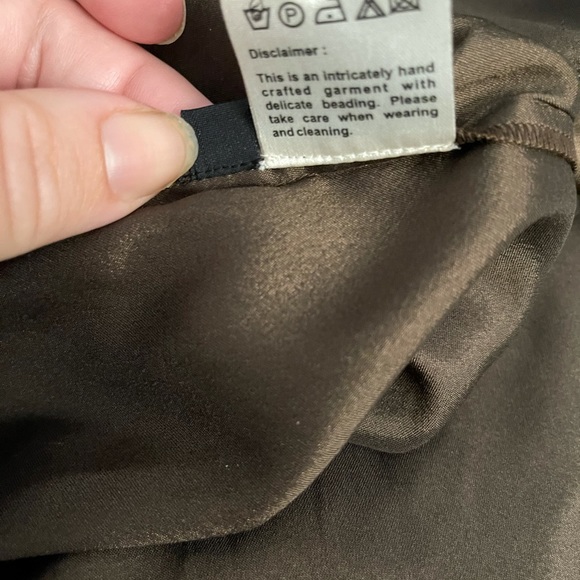 P
Disclaimer :
This is an intricately hand
crafted garment with
delicate beading. Please
take care when wearing
and cleaning.